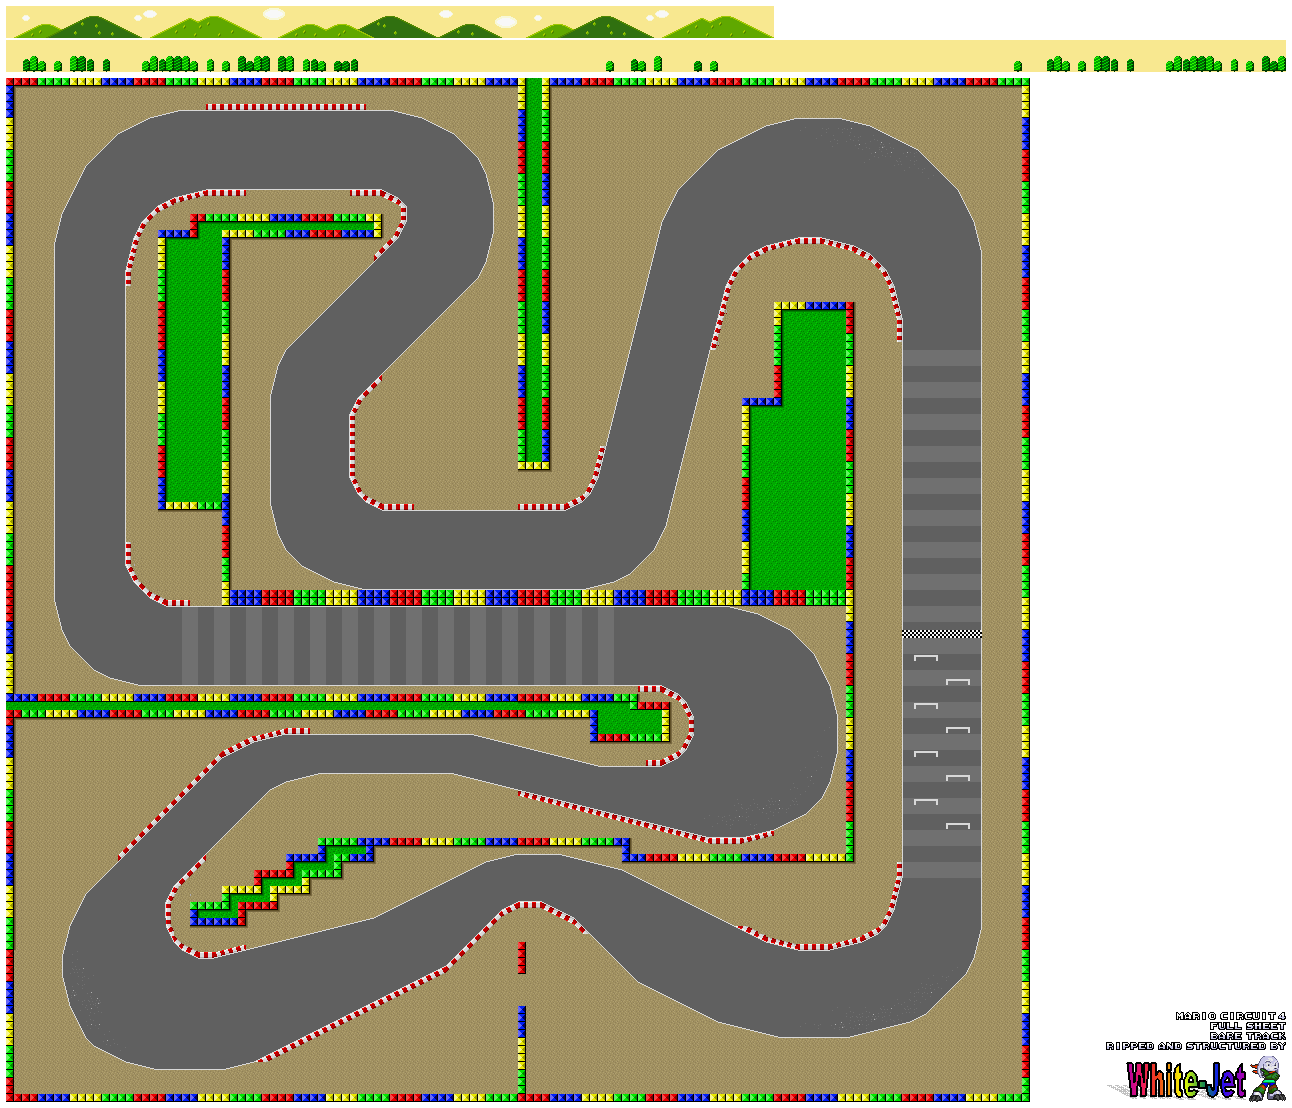 MARIO CIRCUIT 4
FULL SHEET
BARE TRACK
RIPPED AND STRUCTURED BY
White-Jet